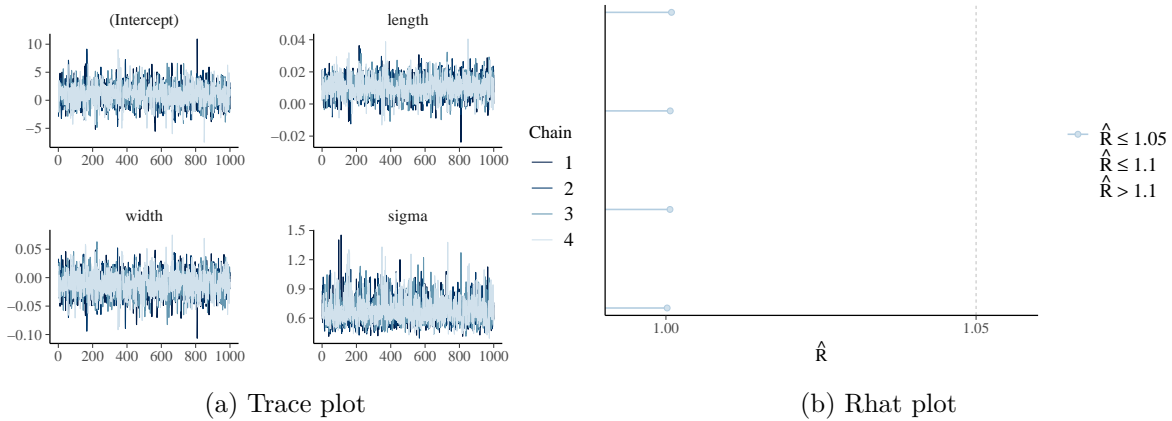 (Intercept)
10
5
0
−5
0 200 400 600 800 1000
length
0.04
0.02
0.00
−0.02
0 200 400 600 800 1000
width
0.05
0.00
−0.05
−0.10
0 200 400 600 800 1000
sigma
1.5
1.2
0.9
0.6
0 200 400 600 800 1000
Chain
1
2
3
4
(a) Trace plot
1.00 1.05
R̂
R̂ ≤ 1.05
R̂ ≤ 1.1
R̂ > 1.1
(b) Rhat plot